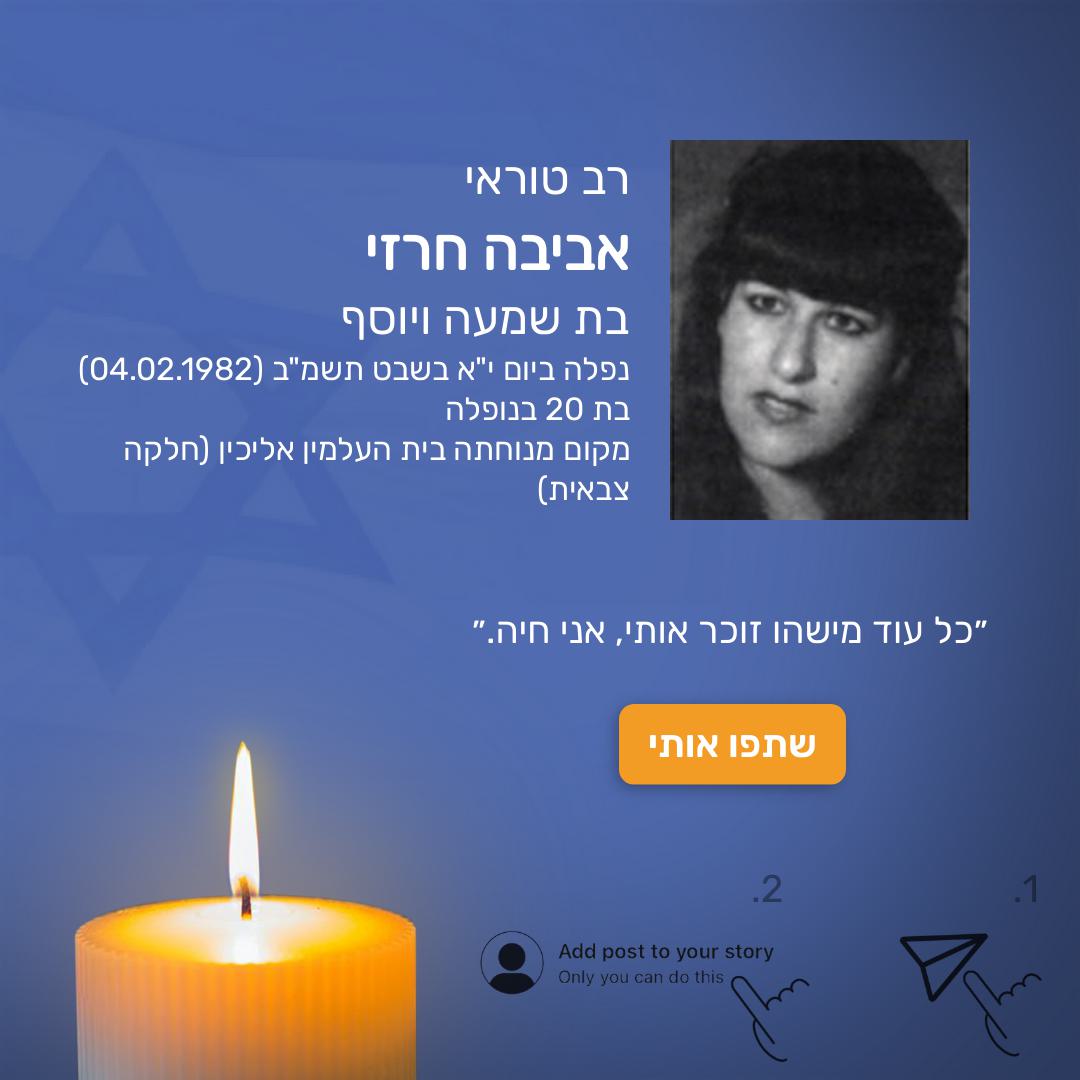 רב טוראי
אביבה חרזי
בת שמעה ויוסף
נפלה ביום י"א בשבט תשמ"ב (04.02.1982)
בת 20 בנופלה
מקום מנוחתה בית העלמין אליכין (חלקה
צבאית)
״כל עוד מישהו זוכר אותי, אני חיה.״
שתפו אותי
.1
.2
Add post to your story
Only you can do this